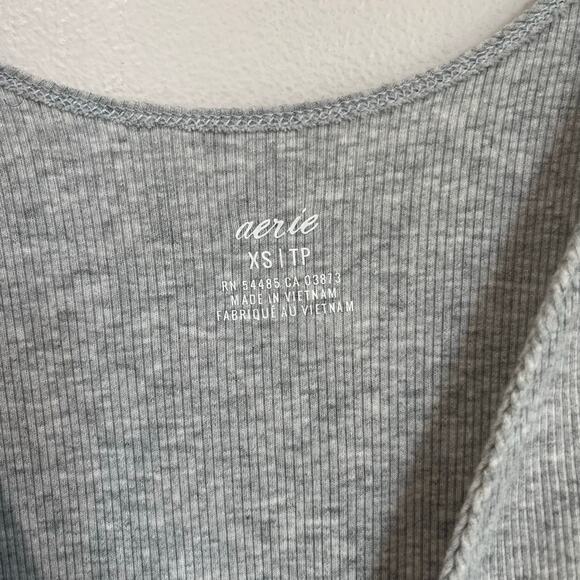 aerie
XS | TP
RN 54485 CA 03873
MADE IN VIETNAM
FABRIQUÉ AU VIETNAM